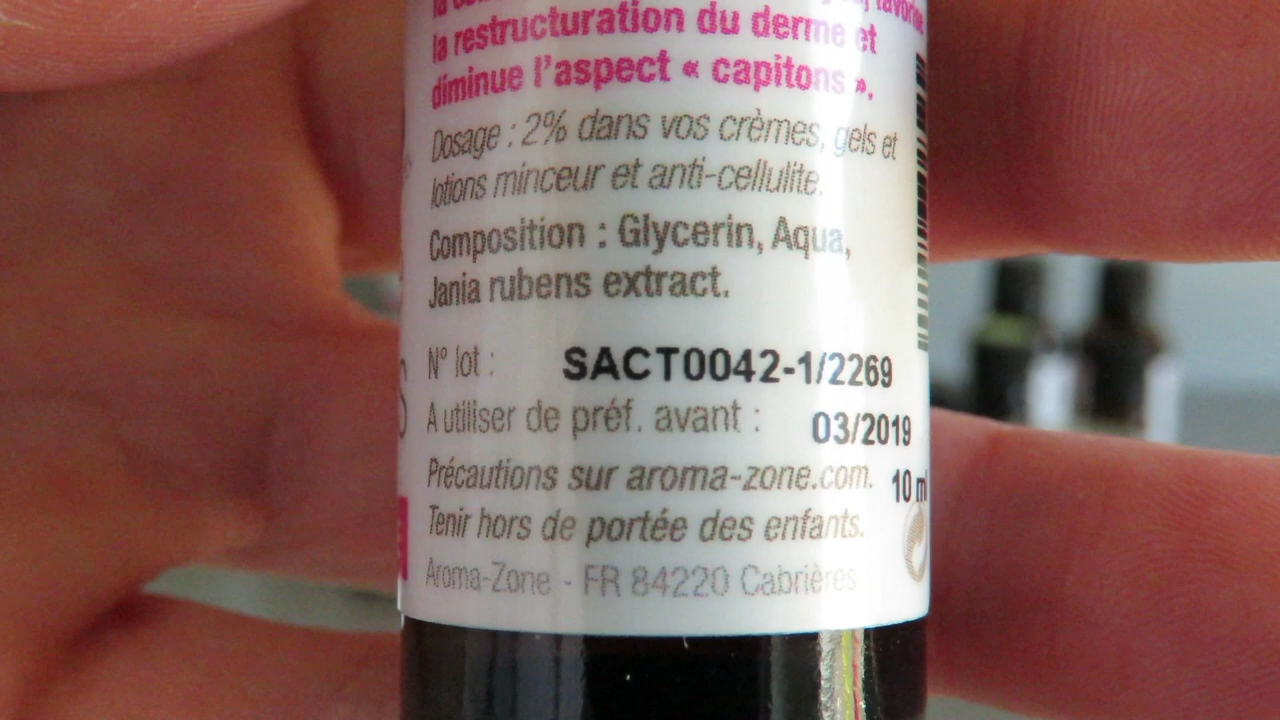 favorise
la restructuration du derme et
diminue l'aspect « capitons ».
Dosage : 2% dans vos crèmes, gels et
lotions minceur et anti-cellulite.
Composition : Glycerin, Aqua,
Jania rubens extract.
N° lot : SACT0042-1/2269
A utiliser de préf. avant : 03/2019
Précautions sur aroma-zone.com. 10 ml
Tenir hors de portée des enfants.
Aroma-Zone - FR 84220 Cabrières